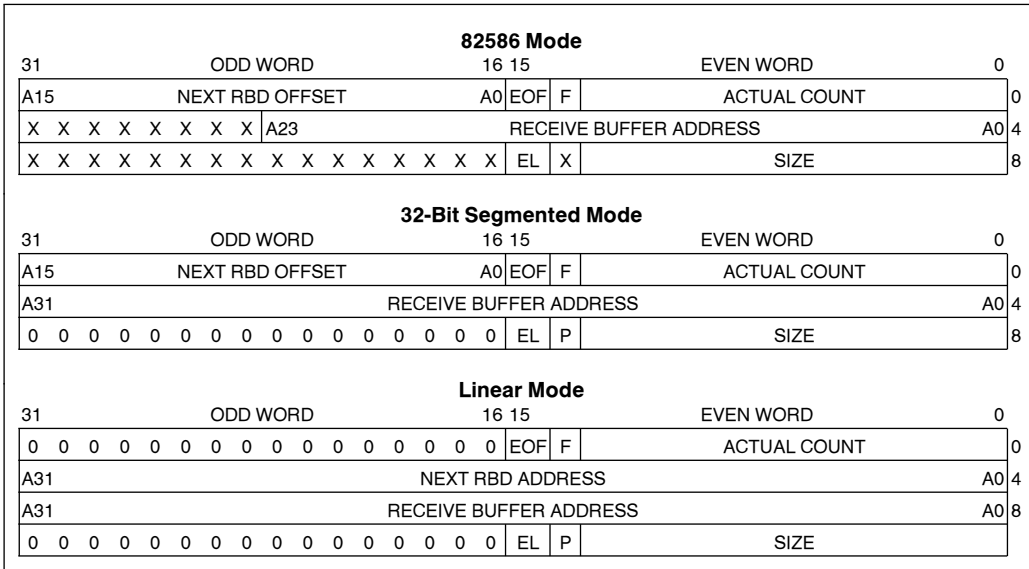 82586 Mode
31 ODD WORD 16 15 EVEN WORD 0
A15 NEXT RBD OFFSET A0 EOF F ACTUAL COUNT 0
X X X X X X X X A23 RECEIVE BUFFER ADDRESS A0 4
X X X X X X X X X X X X X X X X EL X SIZE 8
32-Bit Segmented Mode
31 ODD WORD 16 15 EVEN WORD 0
A15 NEXT RBD OFFSET A0 EOF F ACTUAL COUNT 0
A31 RECEIVE BUFFER ADDRESS A0 4
0 0 0 0 0 0 0 0 0 0 0 0 0 0 0 0 EL P SIZE 8
Linear Mode
31 ODD WORD 16 15 EVEN WORD 0
0 0 0 0 0 0 0 0 0 0 0 0 0 0 0 0 EOF F ACTUAL COUNT 0
A31 NEXT RBD ADDRESS A0 4
A31 RECEIVE BUFFER ADDRESS A0 8
0 0 0 0 0 0 0 0 0 0 0 0 0 0 0 0 EL P SIZE